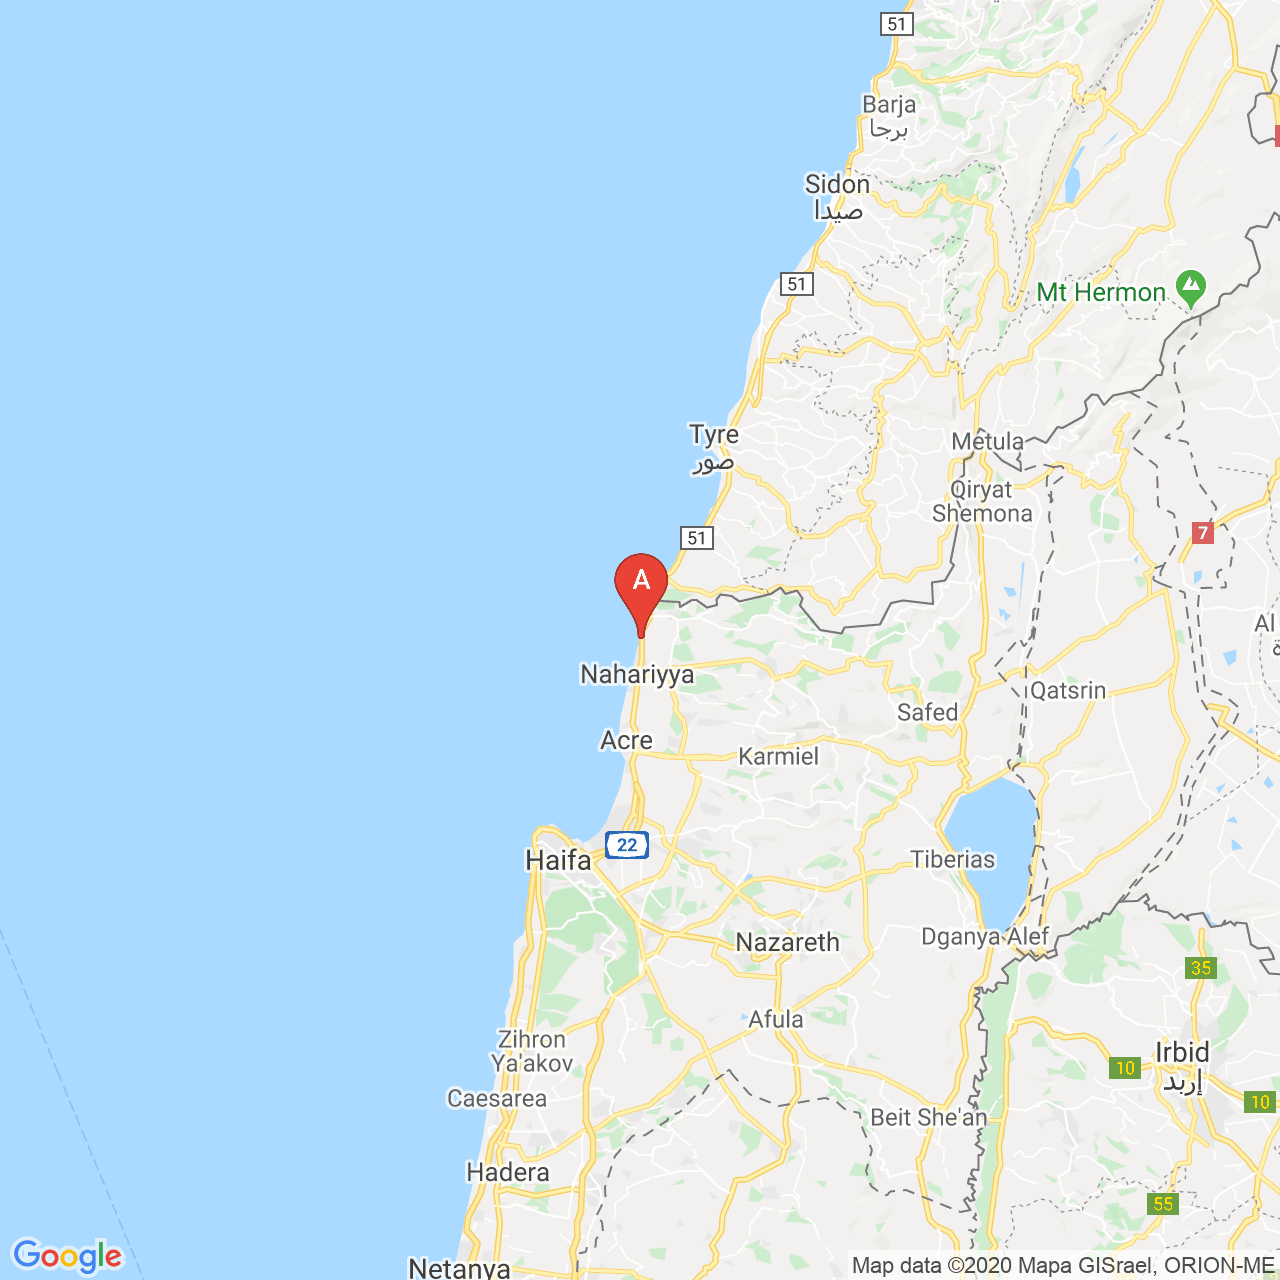 51
Barja
برجا
Sidon
صيدا
51
Mt Hermon
Tyre
صور
Metula
Qiryat
Shemona
51
7
A
Al
Nahariyya
Qatsrin
Safed
Acre
Karmiel
22
Haifa
Tiberias
Nazareth
Dganya Alef
35
Afula
Zihron
Ya'akov
Irbid
إربد
10
Caesarea
10
Beit She'an
Hadera
55
Google
Netanya
Map data ©2020 Mapa GISrael, ORION-ME